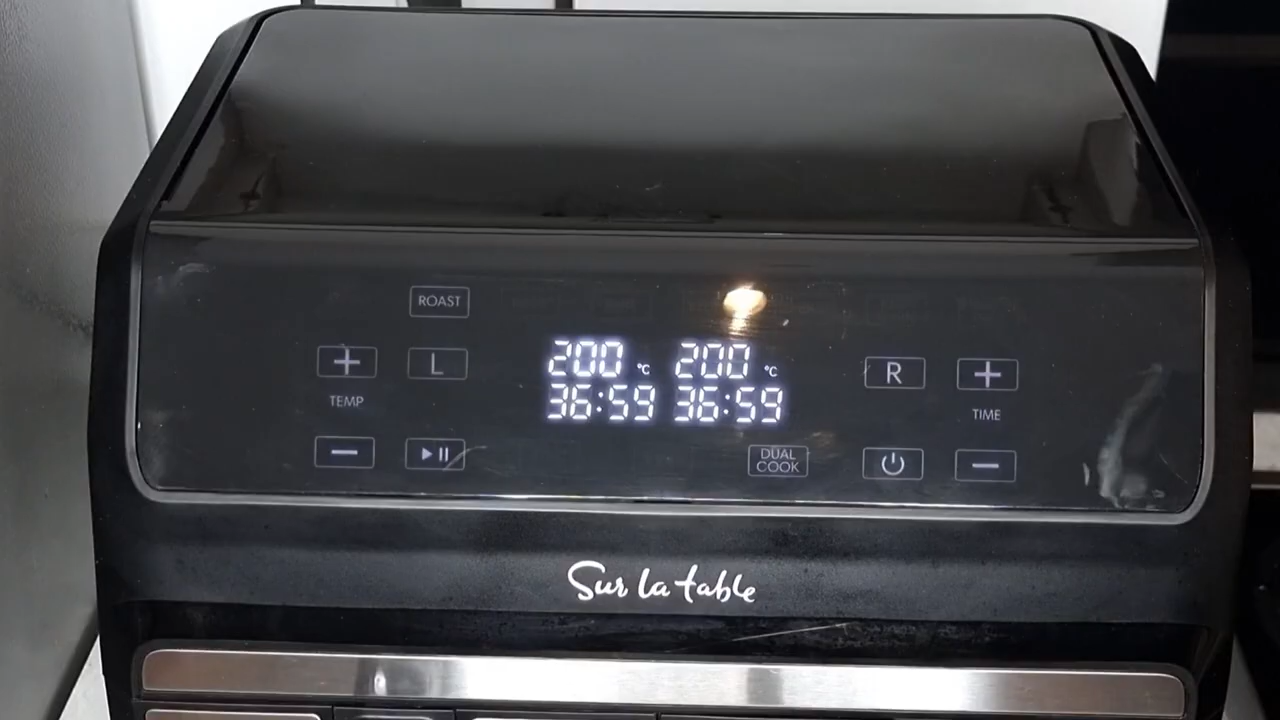 ROAST
+ L 200 °C 200 °C R +
TEMP 36:59 36:59 TIME
− DUAL COOK −
Sur la table